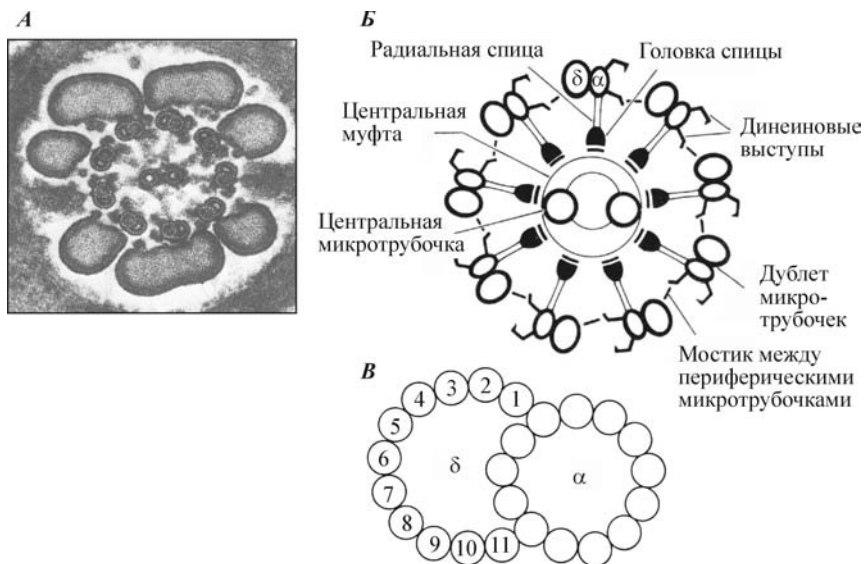 А
Б
Радиальная спица
Головка спицы
δ
α
Центральная
муфта
Динеиновые
выступы
Центральная
микротрубочка
Дублет
микро-
трубочек
Мостик между
периферическими
микротрубочками
В
4
3
2
1
5
6
δ
α
7
8
9
10
11